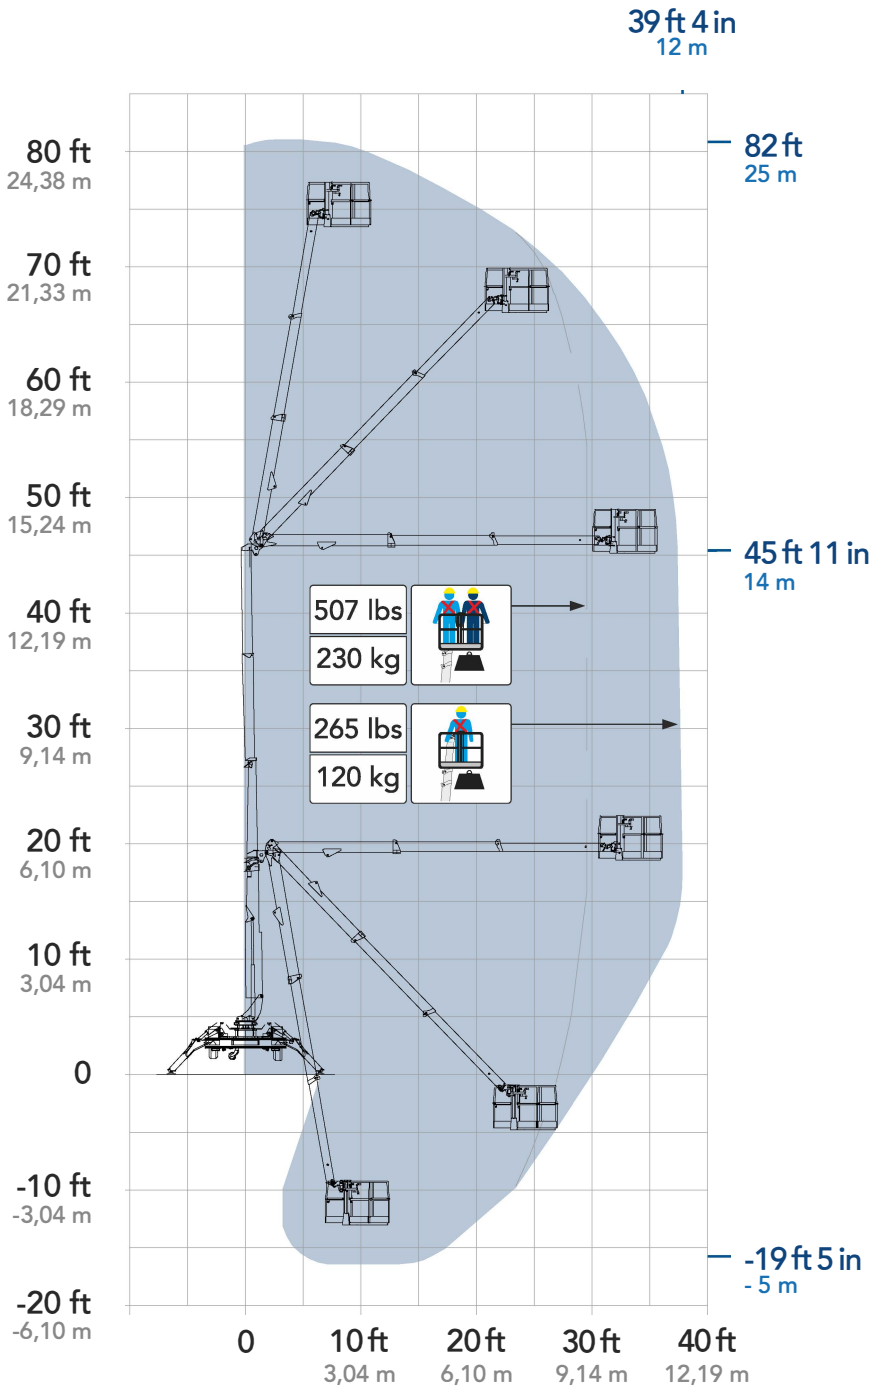 39 ft 4 in
12 m
82 ft
25 m
80 ft
24,38 m
70 ft
21,33 m
60 ft
18,29 m
50 ft
15,24 m
45 ft 11 in
14 m
40 ft
12,19 m
507 lbs
230 kg
30 ft
9,14 m
265 lbs
120 kg
20 ft
6,10 m
10 ft
3,04 m
0
-10 ft
-3,04 m
-19 ft 5 in
- 5 m
-20 ft
-6,10 m
0 10 ft 20 ft 30 ft 40 ft
3,04 m 6,10 m 9,14 m 12,19 m